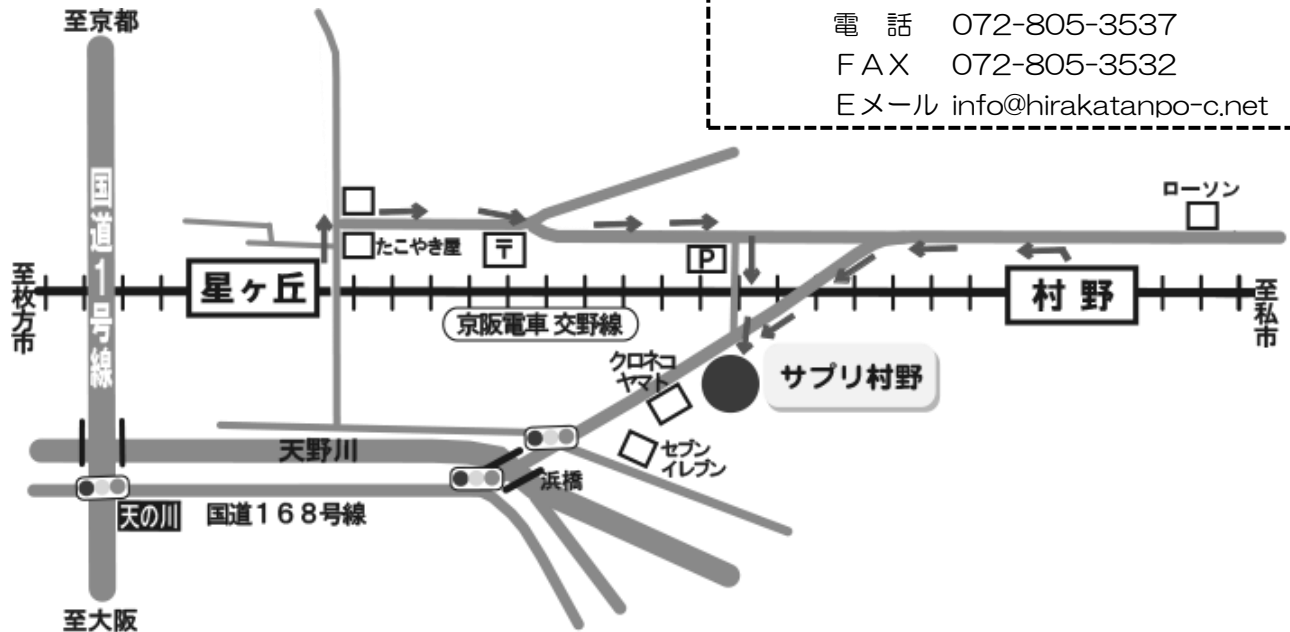 至京都
電 話 072-805-3537
FAX 072-805-3532
Eメール info@hirakatanpo-c.net
国道1号線
ローソン
たこやき屋
〒
P
至枚方市
星ヶ丘
村 野
至私市
京阪電車 交野線
クロネコ
ヤマト
サプリ村野
天野川
セブン
イレブン
浜橋
天の川
国道168号線
至大阪